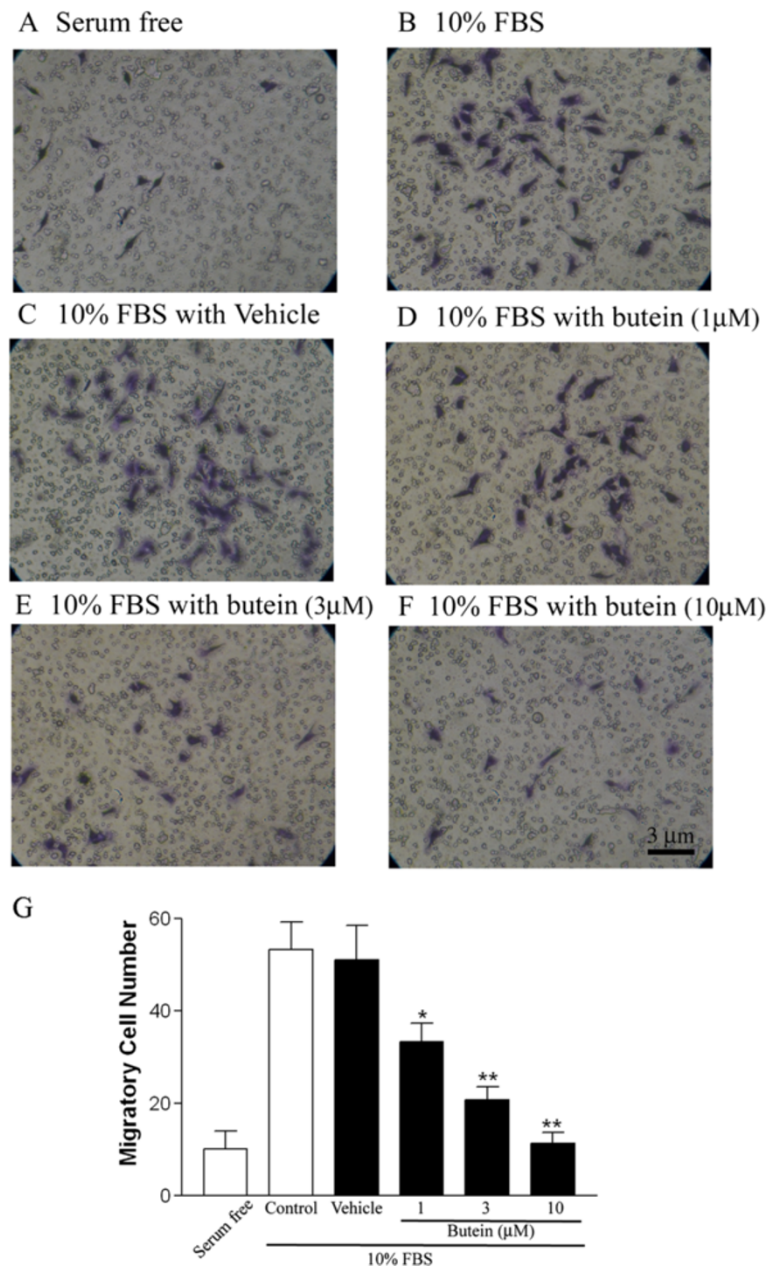 A Serum free
B 10% FBS
C 10% FBS with Vehicle
D 10% FBS with butein (1µM)
E 10% FBS with butein (3µM)
F 10% FBS with butein (10µM)
3 µm
G
Migratory Cell Number
60
40
20
0
*
**
**
Serum free
Control
Vehicle
1
3
10
Butein (µM)
10% FBS